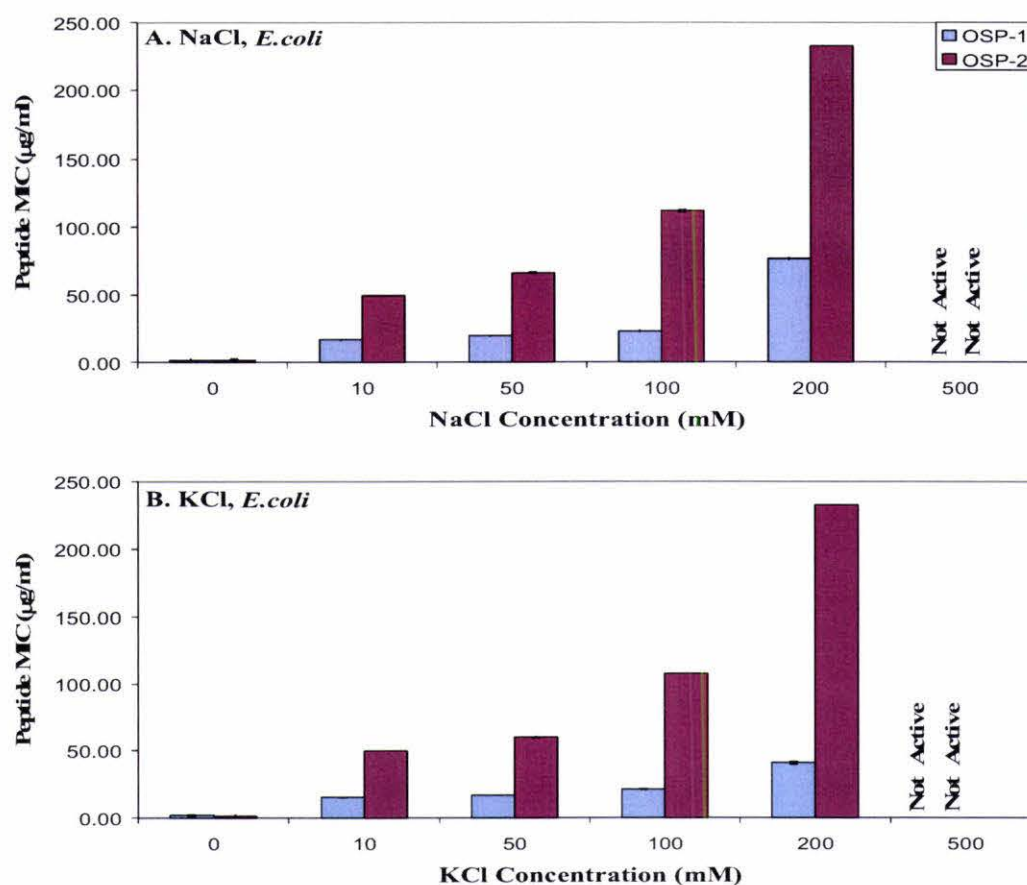 A. NaCl, E.coli
OSP-1
OSP-2
Peptide MIC (µg/ml)
250.00
200.00
150.00
100.00
50.00
0.00
Not Active
Not Active
0 10 50 100 200 500
NaCl Concentration (mM)
B. KCl, E.coli
Peptide MIC (µg/ml)
250.00
200.00
150.00
100.00
50.00
0.00
Not Active
Not Active
0 10 50 100 200 500
KCl Concentration (mM)